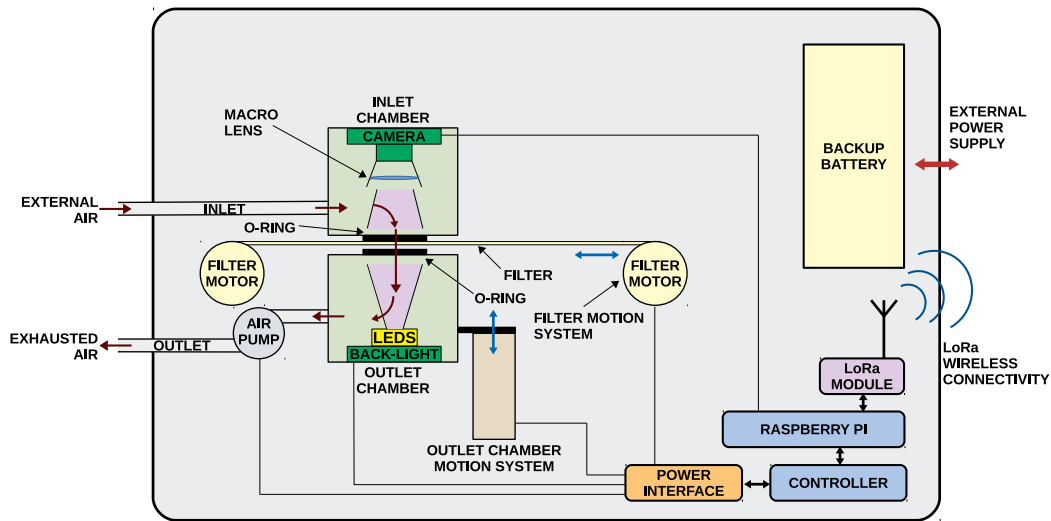 INLET
CHAMBER
MACRO
LENS
CAMERA
EXTERNAL
POWER
SUPPLY
BACKUP
BATTERY
EXTERNAL
AIR
INLET
O-RING
FILTER
MOTOR
FILTER
FILTER
MOTOR
O-RING
FILTER MOTION
SYSTEM
AIR
PUMP
EXHAUSTED
AIR
OUTLET
LEDS
BACK-LIGHT
OUTLET
CHAMBER
LoRa
WIRELESS
CONNECTIVITY
LoRa
MODULE
RASPBERRY PI
OUTLET CHAMBER
MOTION SYSTEM
POWER
INTERFACE
CONTROLLER